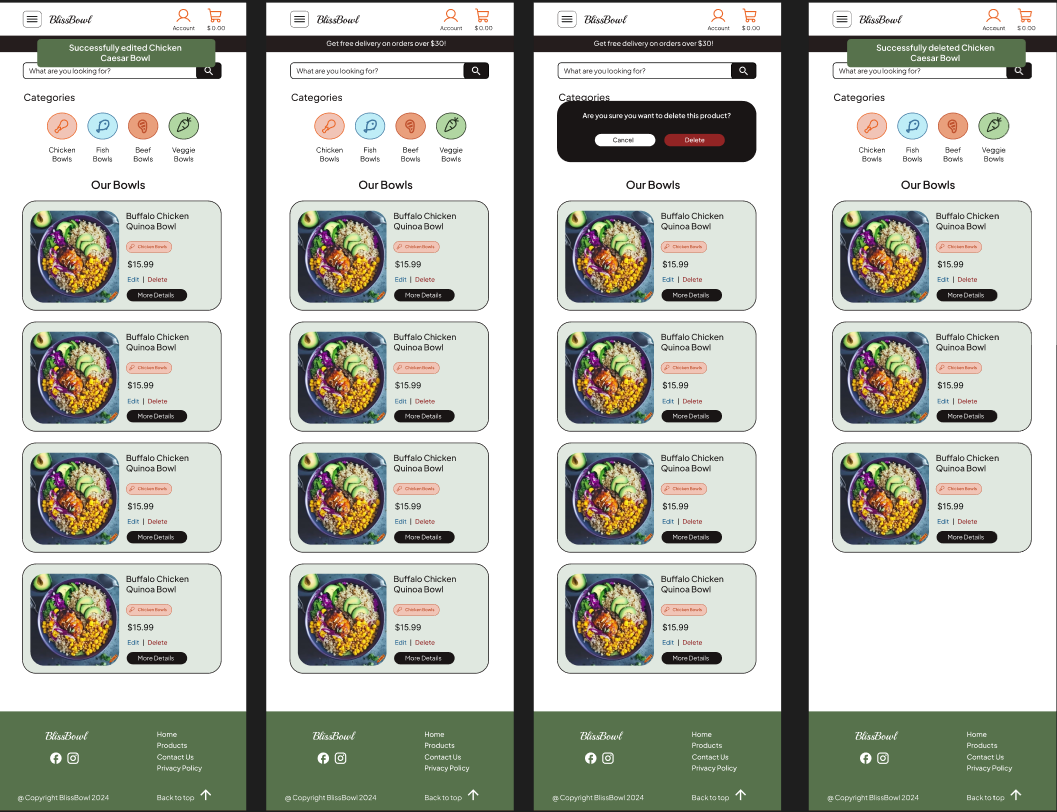 BlissBowl
Account
$ 0.00
Successfully edited Chicken
Caesar Bowl
What are you looking for?
Categories
Chicken
Bowls
Fish
Bowls
Beef
Bowls
Veggie
Bowls
Our Bowls
Buffalo Chicken
Quinoa Bowl
Chicken Bowls
$15.99
Edit | Delete
More Details
Buffalo Chicken
Quinoa Bowl
Chicken Bowls
$15.99
Edit | Delete
More Details
Buffalo Chicken
Quinoa Bowl
Chicken Bowls
$15.99
Edit | Delete
More Details
Buffalo Chicken
Quinoa Bowl
Chicken Bowls
$15.99
Edit | Delete
More Details
BlissBowl
Home
Products
Contact Us
Privacy Policy
@ Copyright BlissBowl 2024
Back to top
BlissBowl
Account
$ 0.00
Get free delivery on orders over $30!
What are you looking for?
Categories
Chicken
Bowls
Fish
Bowls
Beef
Bowls
Veggie
Bowls
Our Bowls
Buffalo Chicken
Quinoa Bowl
Chicken Bowls
$15.99
Edit | Delete
More Details
Buffalo Chicken
Quinoa Bowl
Chicken Bowls
$15.99
Edit | Delete
More Details
Buffalo Chicken
Quinoa Bowl
Chicken Bowls
$15.99
Edit | Delete
More Details
Buffalo Chicken
Quinoa Bowl
Chicken Bowls
$15.99
Edit | Delete
More Details
BlissBowl
Home
Products
Contact Us
Privacy Policy
@ Copyright BlissBowl 2024
Back to top
BlissBowl
Account
$ 0.00
Get free delivery on orders over $30!
What are you looking for?
Categories
Are you sure you want to delete this product?
Cancel
Delete
Our Bowls
Buffalo Chicken
Quinoa Bowl
Chicken Bowls
$15.99
Edit | Delete
More Details
Buffalo Chicken
Quinoa Bowl
Chicken Bowls
$15.99
Edit | Delete
More Details
Buffalo Chicken
Quinoa Bowl
Chicken Bowls
$15.99
Edit | Delete
More Details
Buffalo Chicken
Quinoa Bowl
Chicken Bowls
$15.99
Edit | Delete
More Details
BlissBowl
Home
Products
Contact Us
Privacy Policy
@ Copyright BlissBowl 2024
Back to top
BlissBowl
Account
$ 0.00
Successfully deleted Chicken
Caesar Bowl
What are you looking for?
Categories
Chicken
Bowls
Fish
Bowls
Beef
Bowls
Veggie
Bowls
Our Bowls
Buffalo Chicken
Quinoa Bowl
Chicken Bowls
$15.99
Edit | Delete
More Details
Buffalo Chicken
Quinoa Bowl
Chicken Bowls
$15.99
Edit | Delete
More Details
Buffalo Chicken
Quinoa Bowl
Chicken Bowls
$15.99
Edit | Delete
More Details
BlissBowl
Home
Products
Contact Us
Privacy Policy
@ Copyright BlissBowl 2024
Back to top